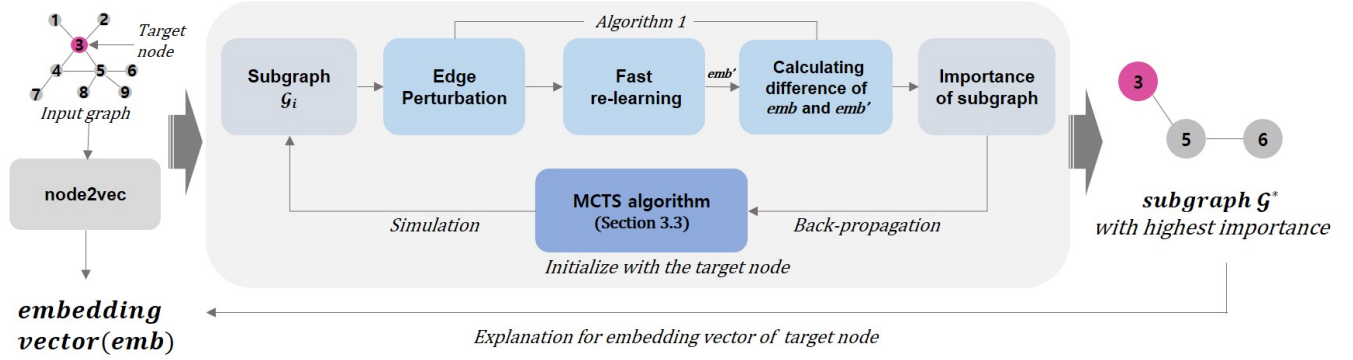 1
2
3
Target
node
4
5
6
7
8
9
Input graph
node2vec
embedding
vector(emb)
Algorithm 1
Subgraph
𝒢i
Edge
Perturbation
Fast
re-learning
emb'
Calculating
difference of
emb and emb'
Importance
of subgraph
MCTS algorithm
(Section 3.3)
Simulation
Back-propagation
Initialize with the target node
3
5
6
subgraph 𝒢*
with highest importance
Explanation for embedding vector of target node